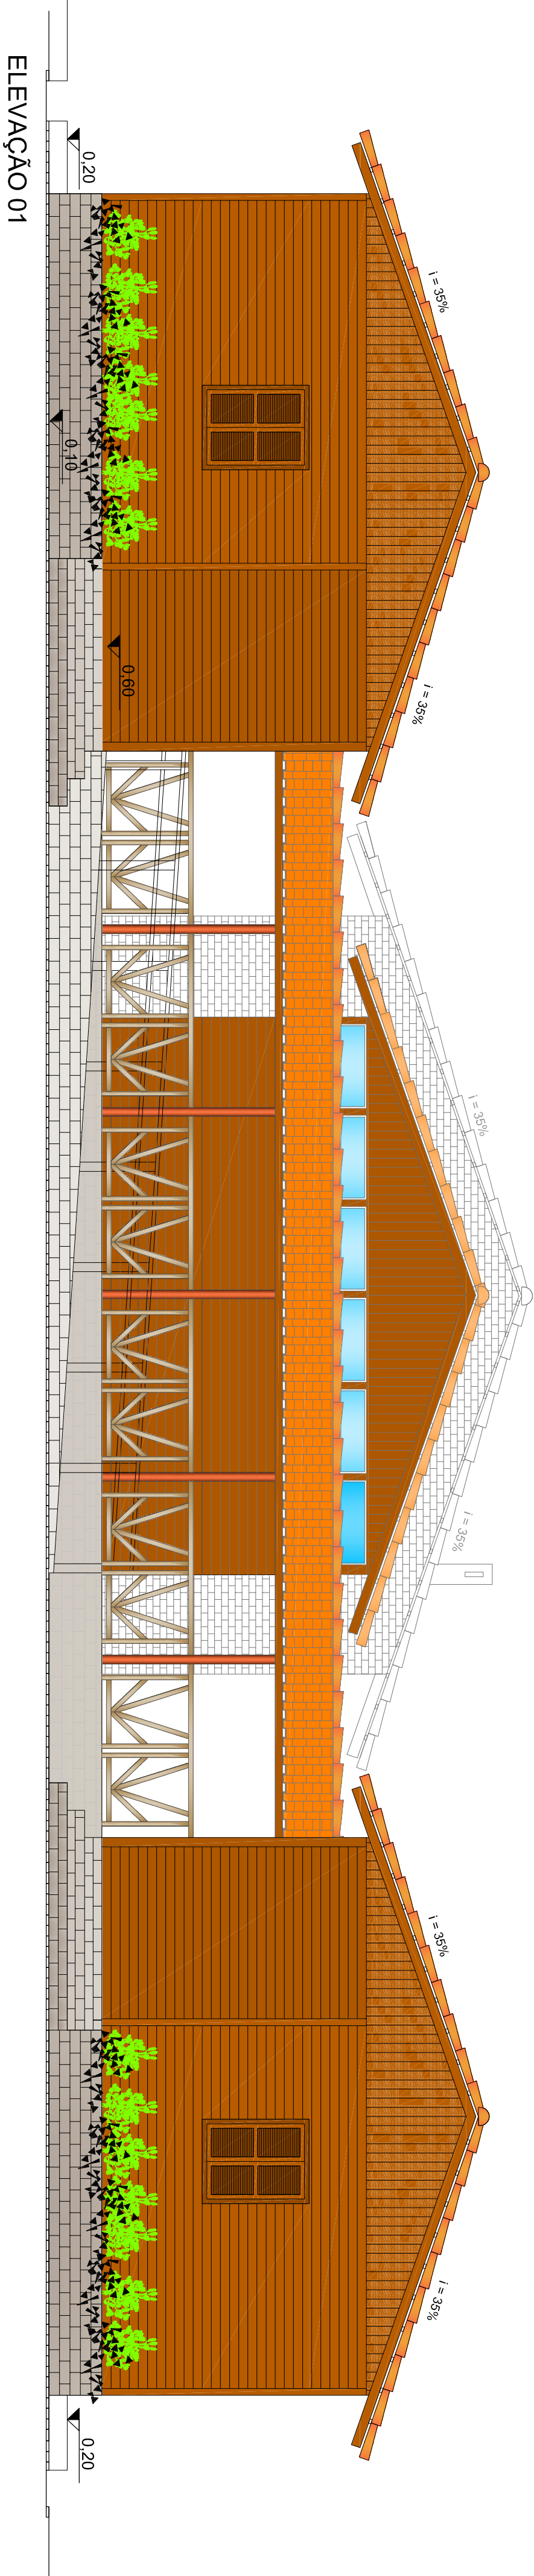 i = 35%
i = 35%
i = 35%
i = 35%
i = 35%
i = 35%
0,60
0,10
0,20
0,20
ELEVAÇÃO 01